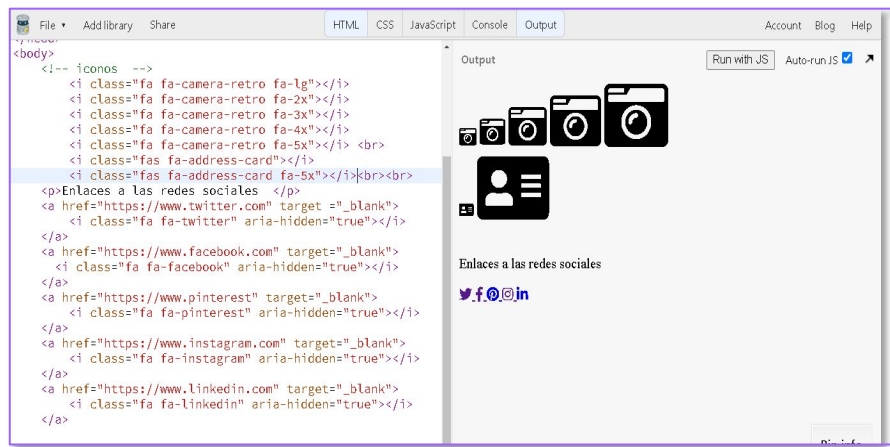 File ▾ Add library Share HTML CSS JavaScript Console Output Account Blog Help
<body>
<!-- iconos  -->
<i class="fa fa-camera-retro fa-lg"></i>
<i class="fa fa-camera-retro fa-2x"></i>
<i class="fa fa-camera-retro fa-3x"></i>
<i class="fa fa-camera-retro fa-4x"></i>
<i class="fa fa-camera-retro fa-5x"></i> <br>
<i class="fas fa-address-card"></i>
<i class="fas fa-address-card fa-5x"></i><br><br>
<p>Enlaces a las redes sociales  </p>
<a href="https://www.twitter.com" target ="_blank">
<i class="fa fa-twitter" aria-hidden="true"></i>
</a>
<a href="https://www.facebook.com" target="_blank">
<i class="fa fa-facebook" aria-hidden="true"></i>
</a>
<a href="https://www.pinterest" target="_blank">
<i class="fa fa-pinterest" aria-hidden="true"></i>
</a>
<a href="https://www.instagram.com" target="_blank">
<i class="fa fa-instagram" aria-hidden="true"></i>
</a>
<a href="https://www.linkedin.com" target="_blank">
<i class="fa fa-linkedin" aria-hidden="true"></i>
</a>
Output Run with JS Auto-run JS
Enlaces a las redes sociales